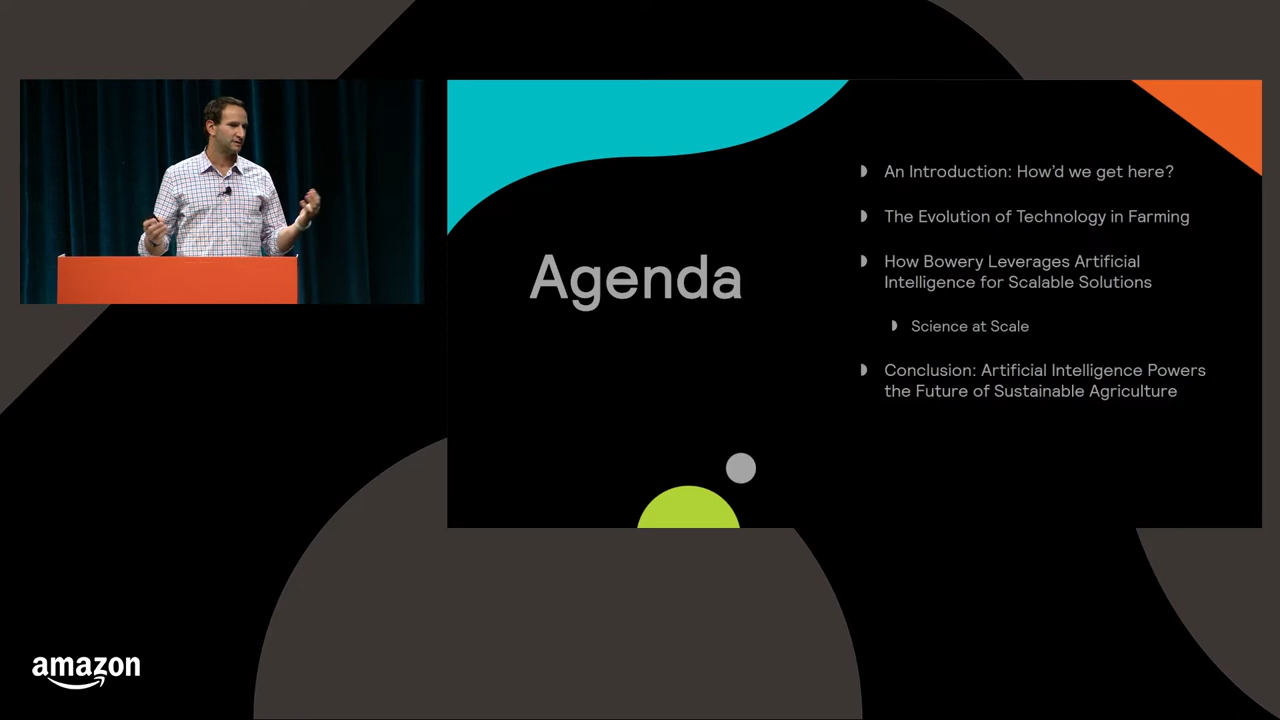 Agenda
An Introduction: How'd we get here?
The Evolution of Technology in Farming
How Bowery Leverages Artificial
Intelligence for Scalable Solutions
Science at Scale
Conclusion: Artificial Intelligence Powers
the Future of Sustainable Agriculture
amazon